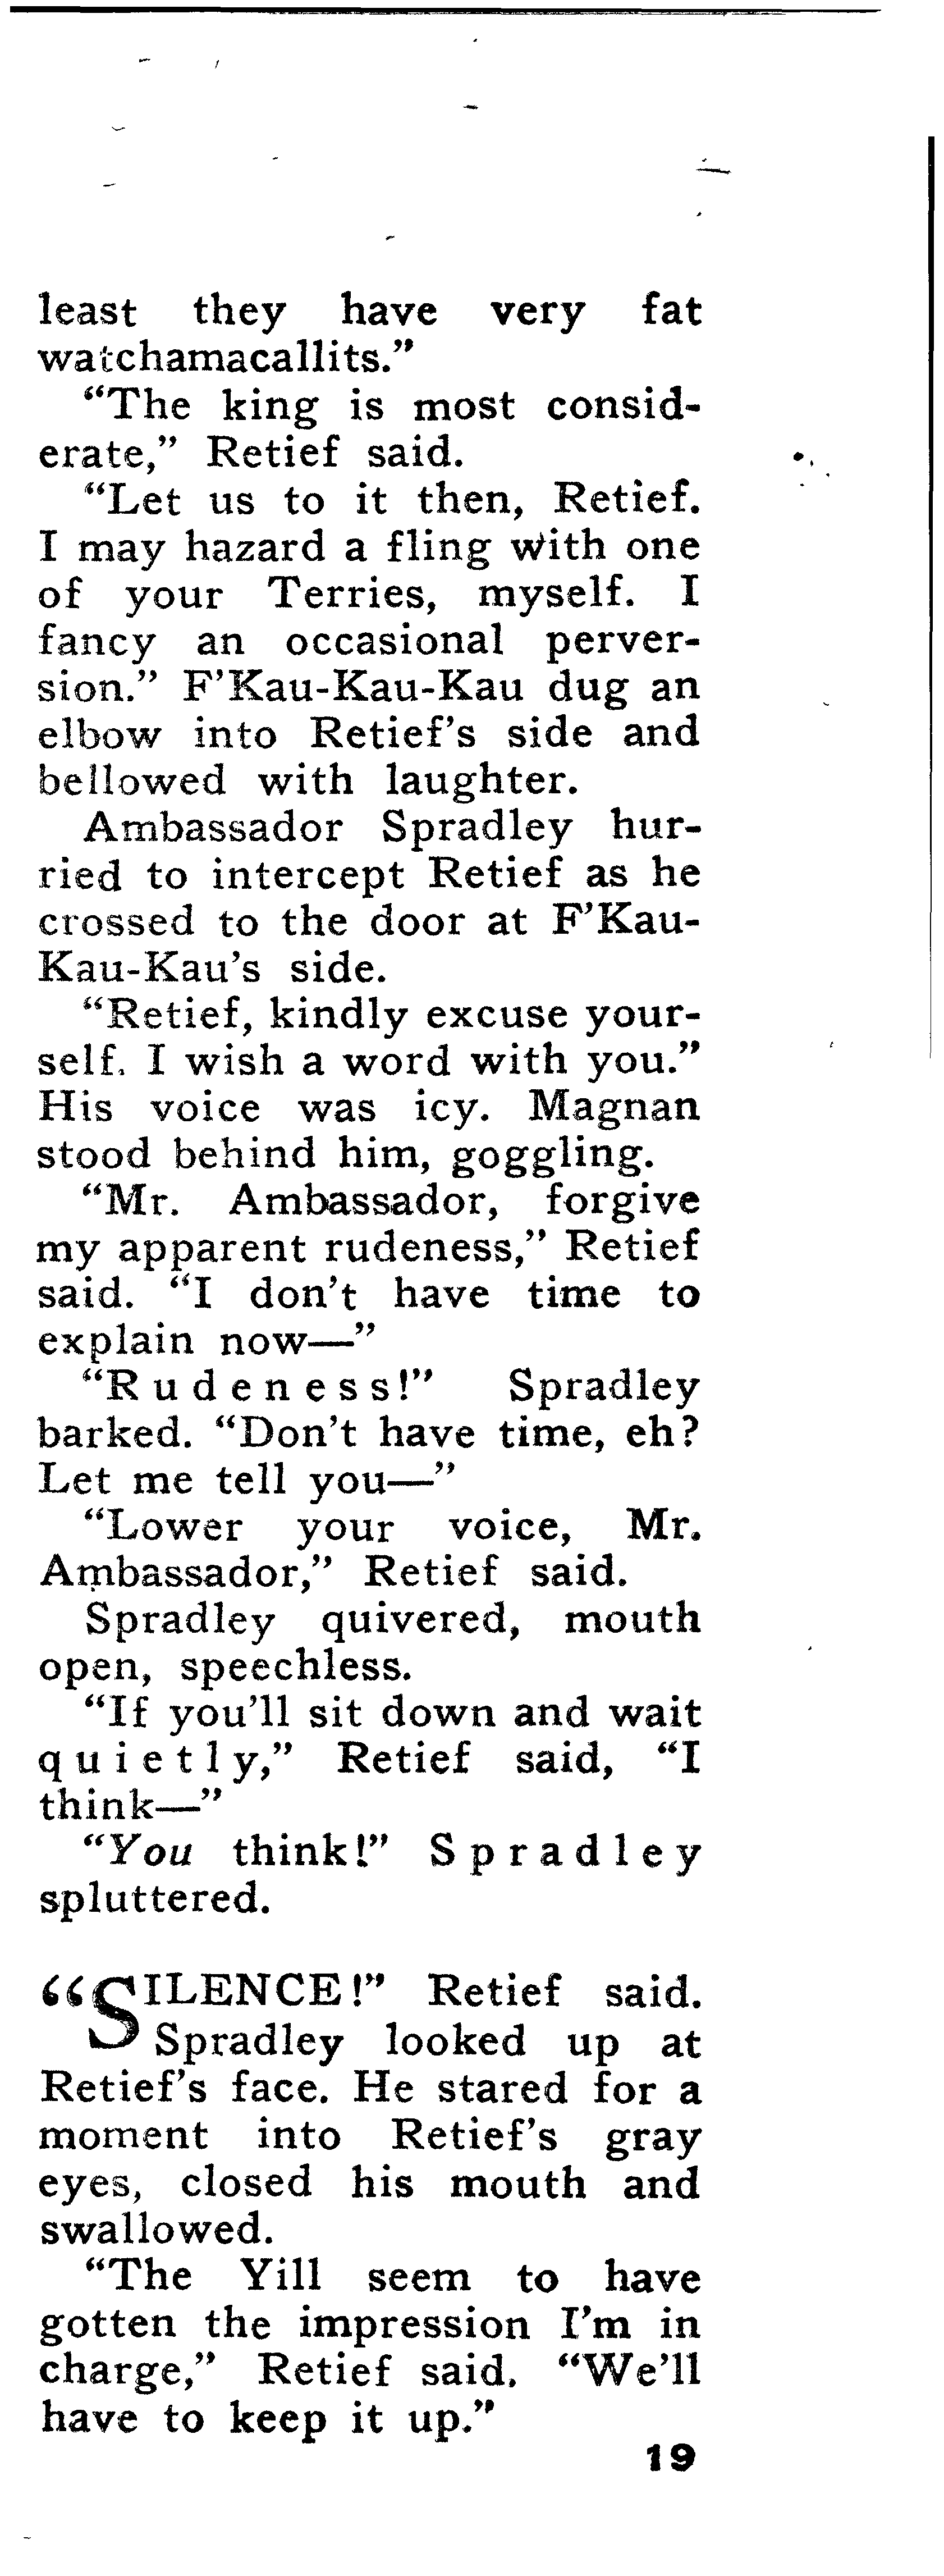 least they have very fat
watchamacallits.”
“The king is most consid-
erate,” Retief said.
“Let us to it then, Retief.
I may hazard a fling with one
of your Terries, myself. I
fancy an occasional perver-
sion.” F’Kau-Kau-Kau dug an
elbow into Retief’s side and
bellowed with laughter.
Ambassador Spradley hur-
ried to intercept Retief as he
crossed to the door at F’Kau-
Kau-Kau’s side.
“Retief, kindly excuse your-
self. I wish a word with you.”
His voice was icy. Magnan
stood behind him, goggling.
“Mr. Ambassador, forgive
my apparent rudeness,” Retief
said. “I don’t have time to
explain now—”
“Rudeness!” Spradley
barked. “Don’t have time, eh?
Let me tell you—”
“Lower your voice, Mr.
Ambassador,” Retief said.
Spradley quivered, mouth
open, speechless.
“If you’ll sit down and wait
quietly,” Retief said, “I
think—”
“You think!” Spradley
spluttered.
“SILENCE!” Retief said.
Spradley looked up at
Retief’s face. He stared for a
moment into Retief’s gray
eyes, closed his mouth and
swallowed.
“The Yill seem to have
gotten the impression I’m in
charge,” Retief said. “We’ll
have to keep it up.”
19